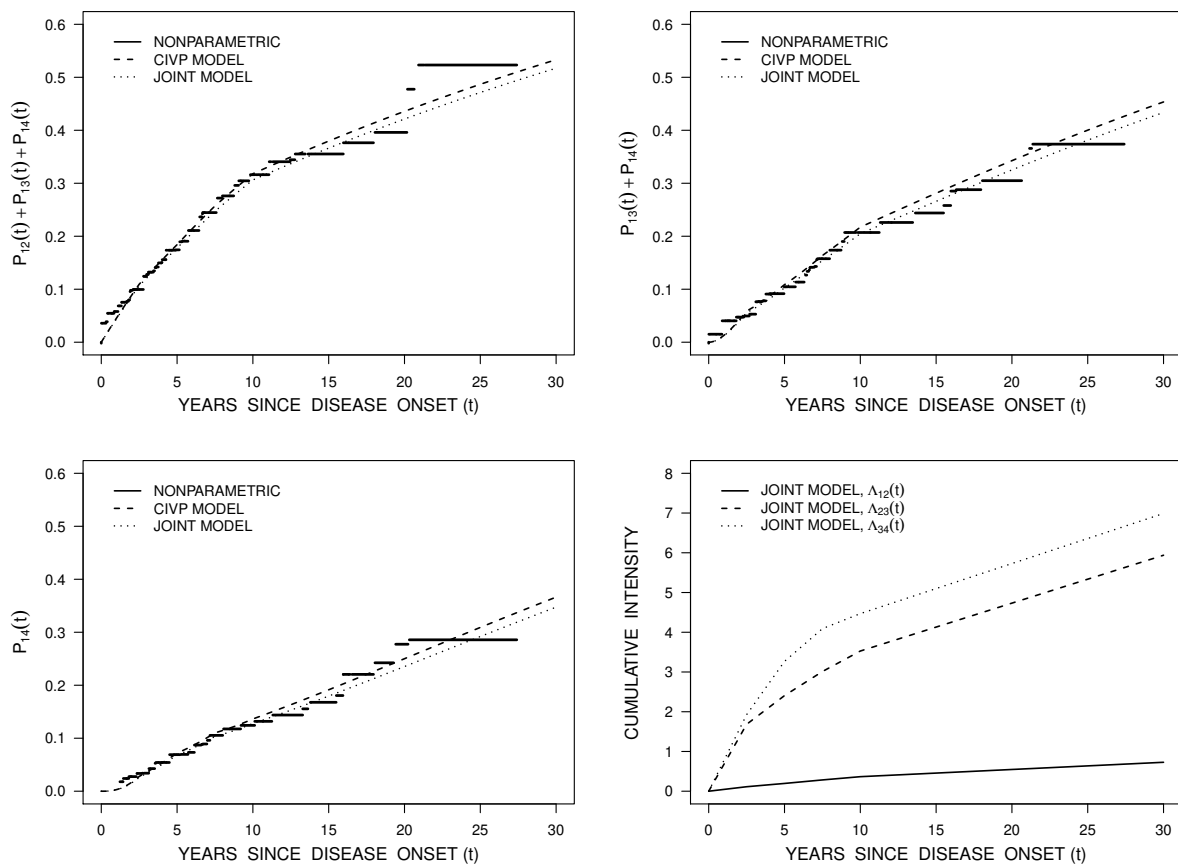 P₁₂(t) + P₁₃(t) + P₁₄(t)
0.6
0.5
0.4
0.3
0.2
0.1
0.0
NONPARAMETRIC
CIVP MODEL
JOINT MODEL
0 5 10 15 20 25 30
YEARS SINCE DISEASE ONSET (t)
P₁₃(t) + P₁₄(t)
0.6
0.5
0.4
0.3
0.2
0.1
0.0
NONPARAMETRIC
CIVP MODEL
JOINT MODEL
0 5 10 15 20 25 30
YEARS SINCE DISEASE ONSET (t)
P₁₄(t)
0.6
0.5
0.4
0.3
0.2
0.1
0.0
NONPARAMETRIC
CIVP MODEL
JOINT MODEL
0 5 10 15 20 25 30
YEARS SINCE DISEASE ONSET (t)
CUMULATIVE INTENSITY
8
7
6
5
4
3
2
1
0
JOINT MODEL, Λ₁₂(t)
JOINT MODEL, Λ₂₃(t)
JOINT MODEL, Λ₃₄(t)
0 5 10 15 20 25 30
YEARS SINCE DISEASE ONSET (t)